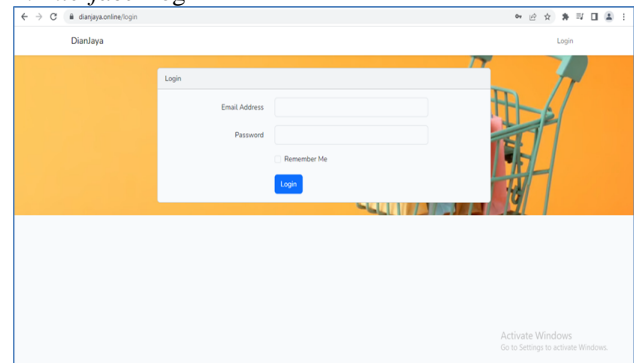 dianjaya.online/login
DianJaya
Login
Login
Email Address
Password
Remember Me
Login
Activate Windows
Go to Settings to activate Windows.